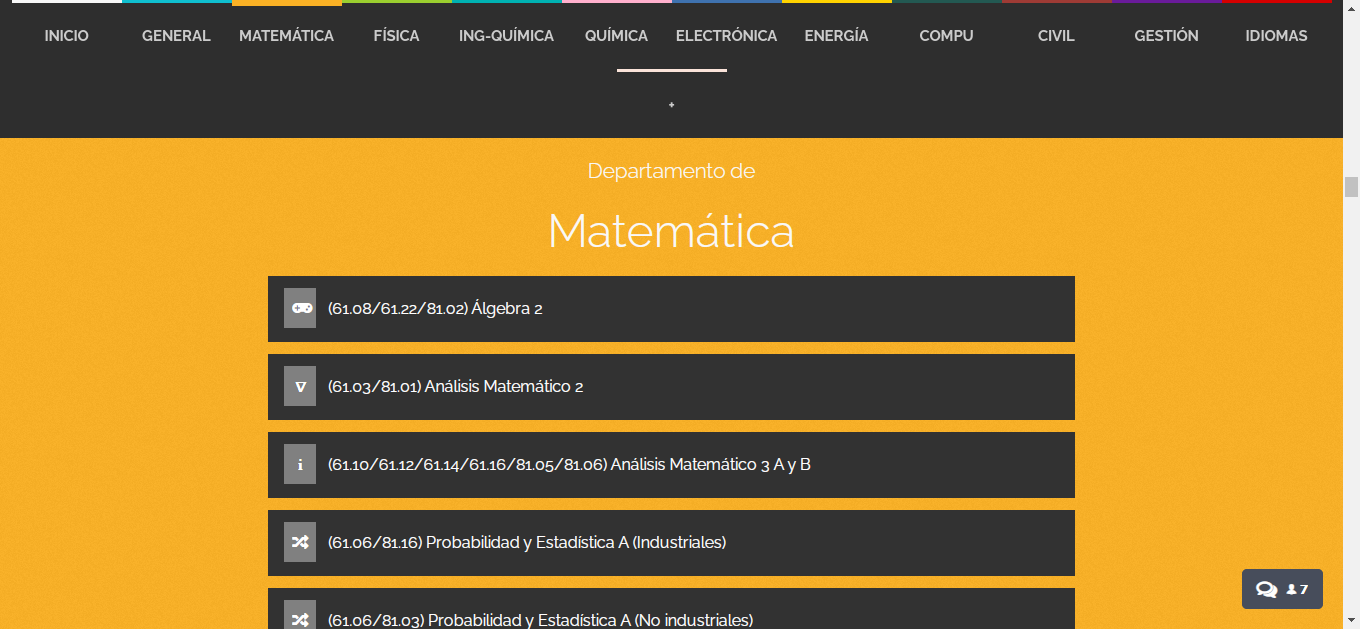 INICIO GENERAL MATEMÁTICA FÍSICA ING-QUÍMICA QUÍMICA ELECTRÓNICA ENERGÍA COMPU CIVIL GESTIÓN IDIOMAS
+
Departamento de
Matemática
(61.08/61.22/81.02) Álgebra 2
∇ (61.03/81.01) Análisis Matemático 2
i (61.10/61.12/61.14/61.16/81.05/81.06) Análisis Matemático 3 A y B
(61.06/81.16) Probabilidad y Estadística A (Industriales)
(61.06/81.03) Probabilidad y Estadística A (No industriales)
7